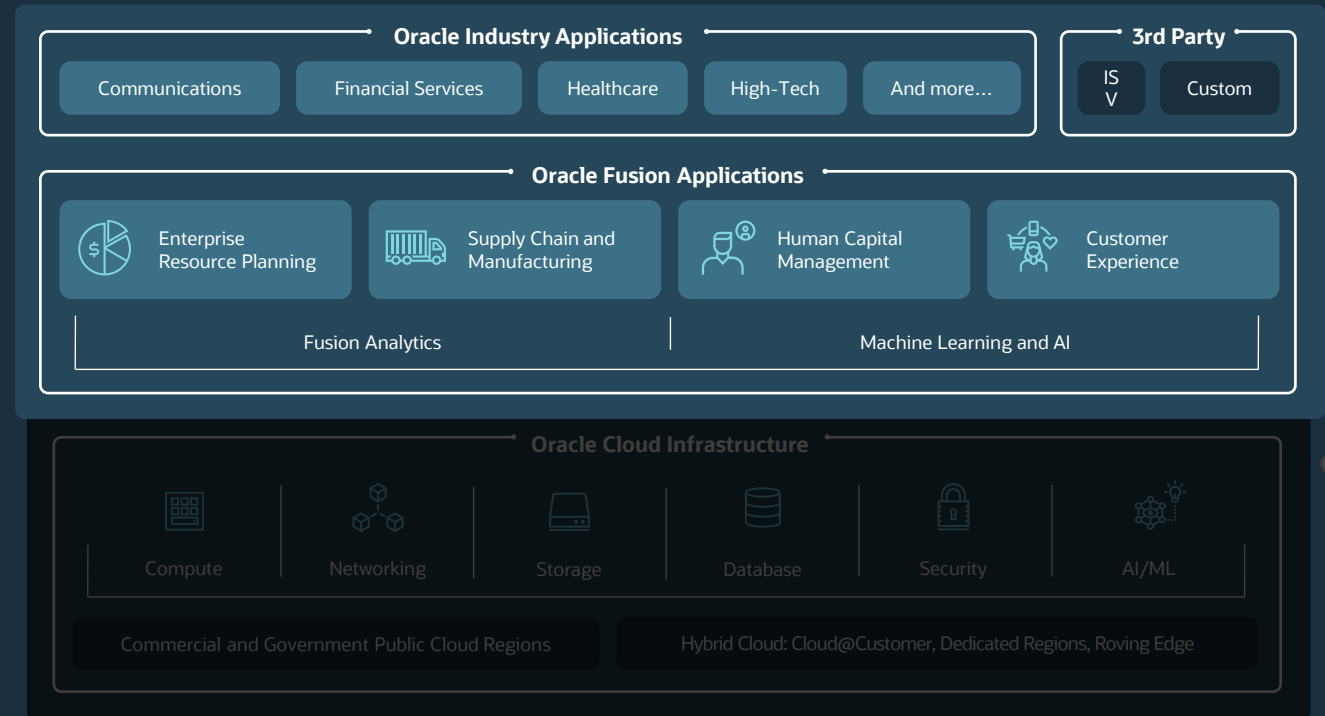 Oracle Industry Applications
3rd Party
Communications
Financial Services
Healthcare
High-Tech
And more...
IS
V
Custom
Oracle Fusion Applications
$
Enterprise
Resource Planning
Supply Chain and
Manufacturing
Human Capital
Management
Customer
Experience
Fusion Analytics
Machine Learning and AI
Oracle Cloud Infrastructure
Compute
Networking
Storage
Database
Security
AI/ML
Commercial and Government Public Cloud Regions
Hybrid Cloud: Cloud@Customer, Dedicated Regions, Roving Edge